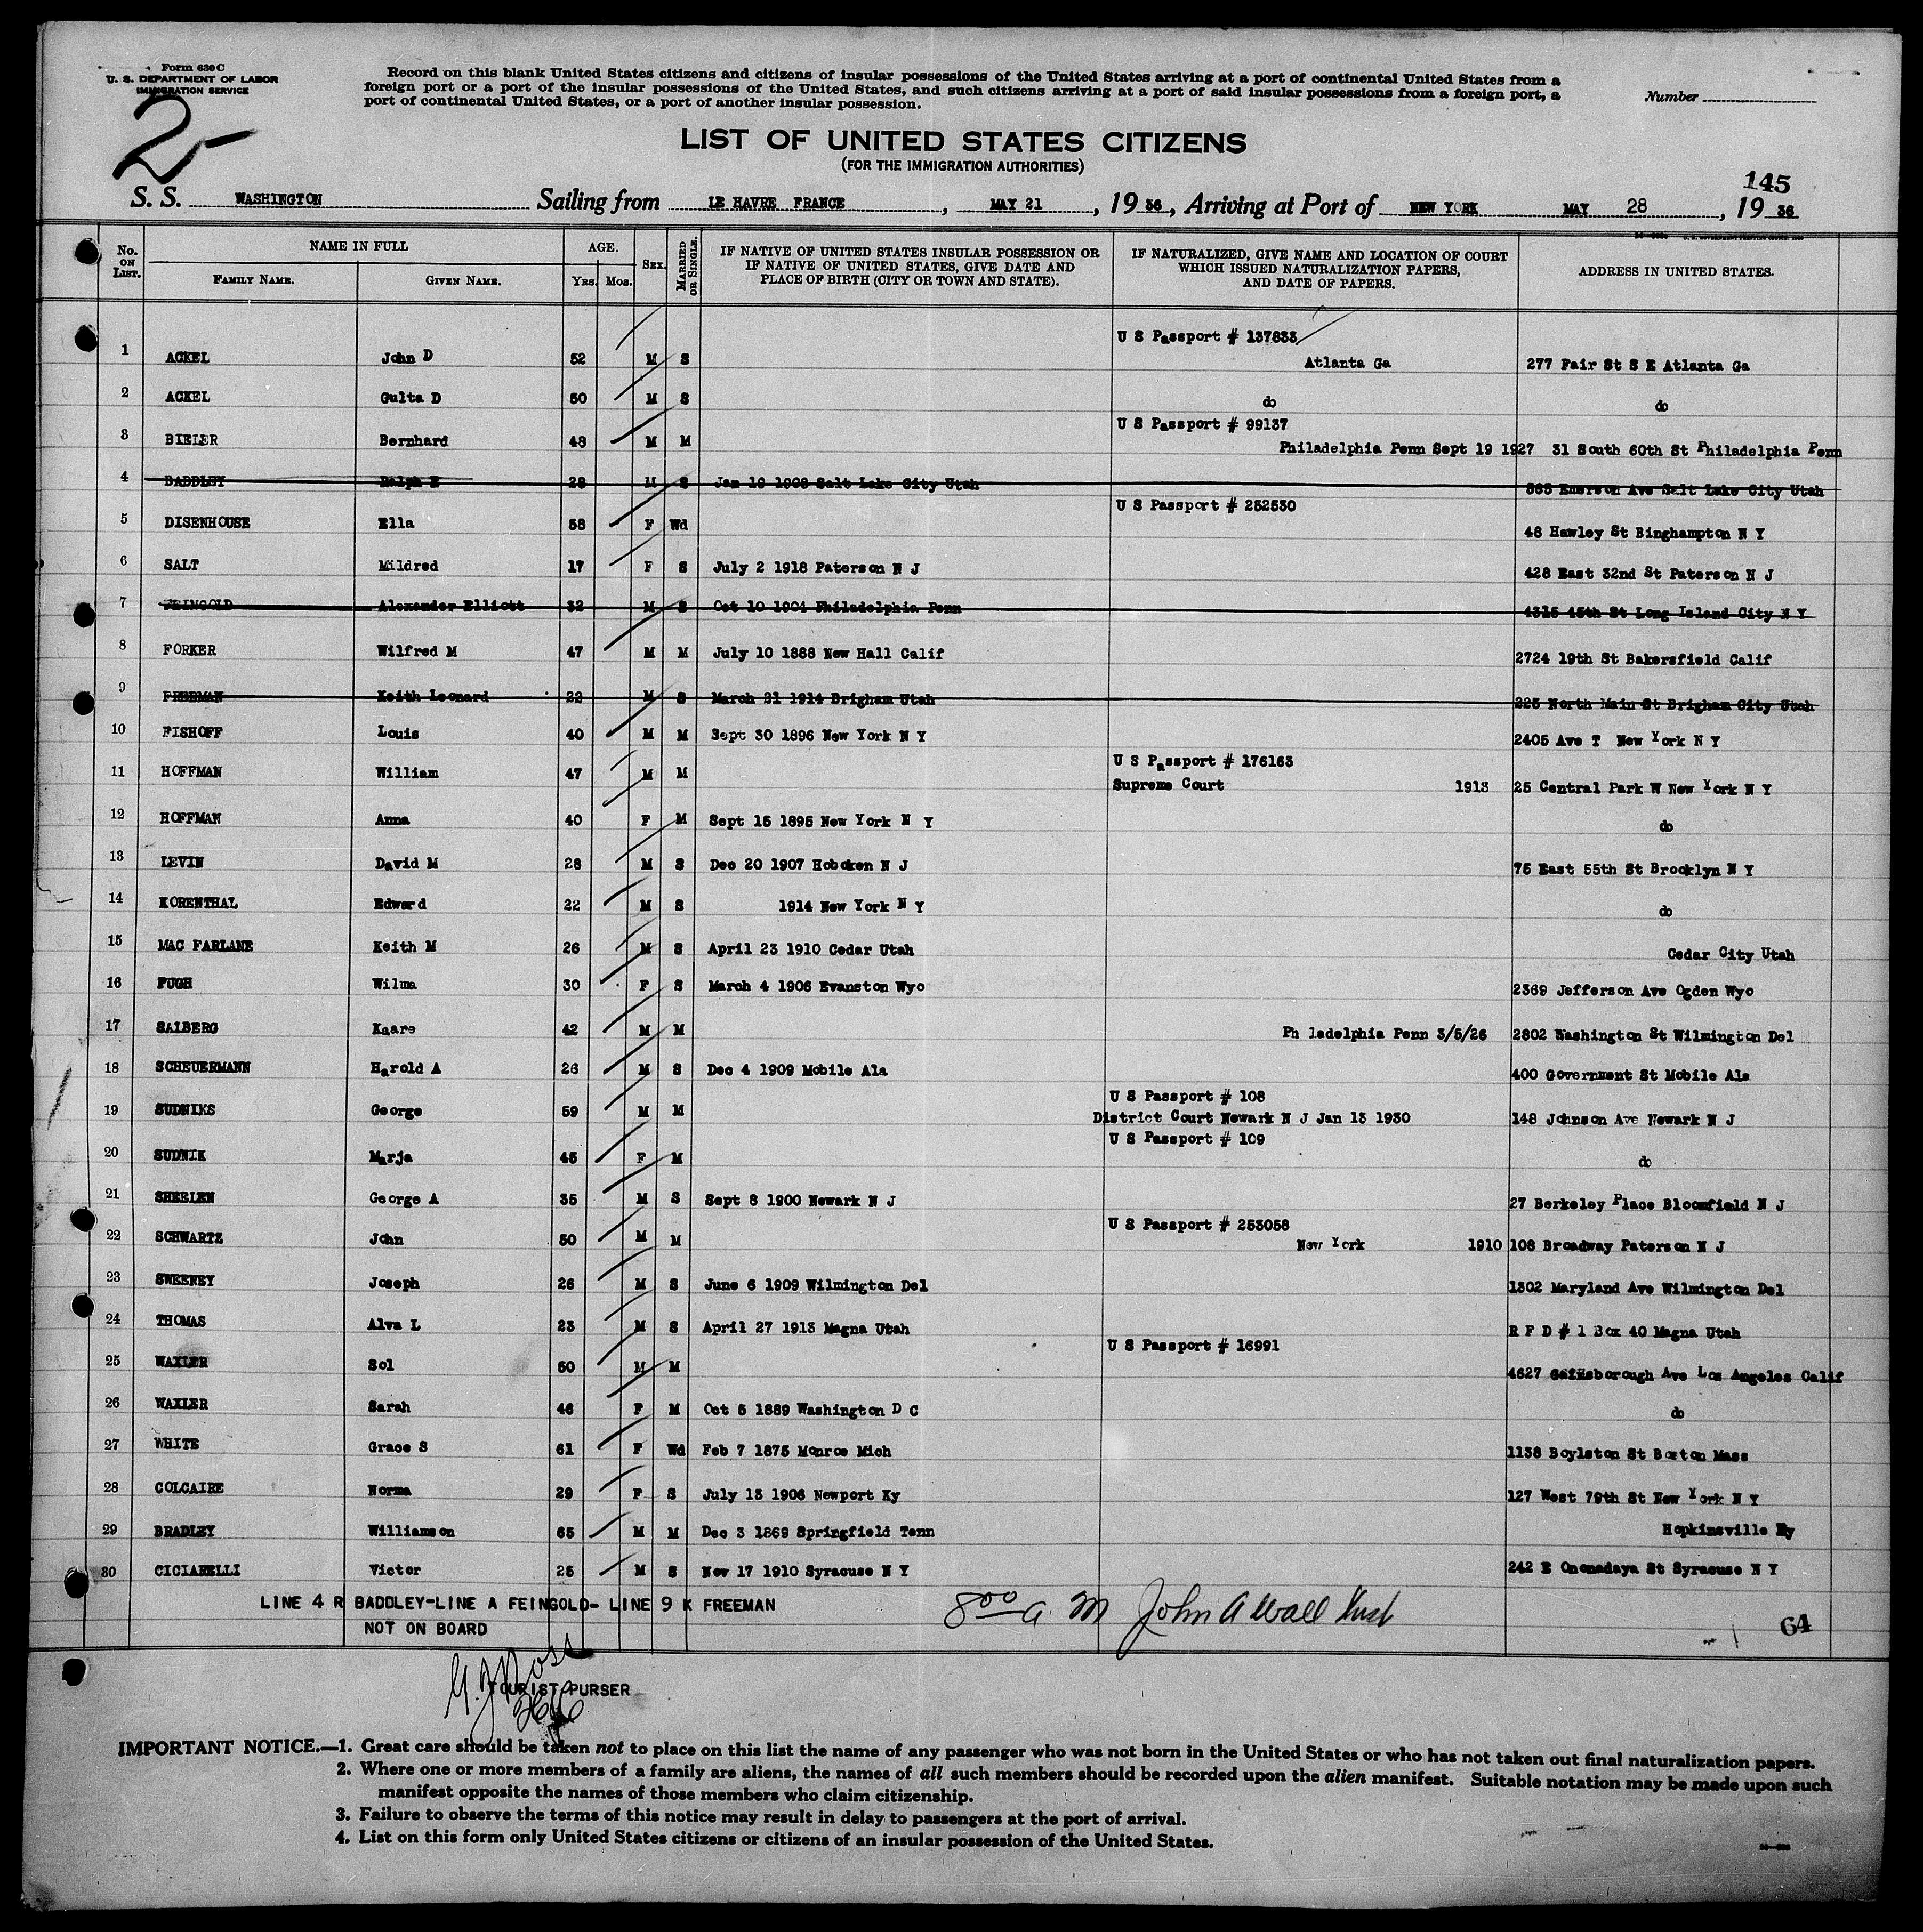 Form 630 C
U. S. DEPARTMENT OF LABOR
IMMIGRATION SERVICE
2-
Record on this blank United States citizens and citizens of insular possessions of the United States arriving at a port of continental United States from a
foreign port or a port of the insular possessions of the United States, and such citizens arriving at a port of said insular possessions from a foreign port, a
port of continental United States, or a port of another insular possession.
Number
LIST OF UNITED STATES CITIZENS
(FOR THE IMMIGRATION AUTHORITIES)
145
S. S. WASHINGTON Sailing from LE HAVRE FRANCE, MAY 21, 19 36, Arriving at Port of NEW YORK MAY 28, 19 36
No. ON LIST. NAME IN FULL FAMILY NAME. GIVEN NAME. AGE. YRS. MOS. SEX. MARRIED OR SINGLE. IF NATIVE OF UNITED STATES INSULAR POSSESSION OR IF NATIVE OF UNITED STATES, GIVE DATE AND PLACE OF BIRTH (CITY OR TOWN AND STATE). IF NATURALIZED, GIVE NAME AND LOCATION OF COURT WHICH ISSUED NATURALIZATION PAPERS, AND DATE OF PAPERS. ADDRESS IN UNITED STATES.
U S Passport # 137833
1 ACKEL John D 52 M S Atlanta Ga 277 Fair St S E Atlanta Ga
2 ACKEL Gulta D 50 M S do do
U S Passport # 99137
3 BIELER Bernhard 48 M M Philadelphia Penn Sept 19 1927 31 South 60th St Philadelphia Penn
4 BADDLEY Ralph E 28 M S Jan 19 1908 Salt Lake City Utah 565 Emerson Ave Salt Lake City Utah
U S Passport # 252530
5 DISENHOUSE Ella 58 F Wd 48 Hawley St Binghampton N Y
6 SALT Mildred 17 F S July 2 1918 Paterson N J 428 East 32nd St Paterson N J
7 FEINGOLD Alexander Elliott 32 M S Oct 10 1904 Philadelphia Penn 4315 45th St Long Island City N Y
8 FORKER Wilfred M 47 M M July 10 1888 New Hall Calif 2724 19th St Bakersfield Calif
9 FREEMAN Keith Leonard 22 M S March 21 1914 Brigham Utah 225 North Main St Brigham City Utah
10 FISHOFF Louis 40 M M Sept 30 1896 New York N Y 2405 Ave T New York N Y
U S Passport # 176163
11 HOFFMAN William 47 M M Supreme Court 1913 25 Central Park W New York N Y
12 HOFFMAN Anna 40 F M Sept 15 1895 New York N Y do
13 LEVIN David M 28 M S Dec 20 1907 Hoboken N J 75 East 55th St Brooklyn N Y
14 KORENTHAL Edward 22 M S 1914 New York N Y do
15 MAC FARLANE Keith M 26 M S April 23 1910 Cedar Utah Cedar City Utah
16 PUGH Wilma 30 F S March 4 1906 Evanston Wyo 2369 Jefferson Ave Ogden Wyo
17 SALBERG Kaare 42 M M Ph ladelphia Penn 3/5/26 2802 Washington St Wilmington Del
18 SCHEUERMANN Harold A 26 M S Dec 4 1909 Mobile Ala 400 Government St Mobile Ala
U S Passport # 108
19 SUDNIKS George 59 M M District Court Newark N J Jan 13 1930 148 Johnson Ave Newark N J
U S Passport # 109
20 SUDNIK Marja 45 F M do
21 SHEELEN George A 35 M S Sept 8 1900 Newark N J 27 Berkeley Place Bloomfield N J
U S Passport # 253058
22 SCHWARTZ John 50 M M New York 1910 108 Broadway Paterson N J
23 SWEENEY Joseph 26 M S June 6 1909 Wilmington Del 1302 Maryland Ave Wilmington Del
24 THOMAS Alva L 23 M S April 27 1913 Magna Utah R F D # 1 Box 40 Magna Utah
U S Passport # 16991
25 WAXLER Sol 50 M M 4627 Gainsborough Ave Los Angeles Calif
26 WAXLER Sarah 46 F M Oct 5 1889 Washington D C do
27 WHITE Grace S 61 F Wd Feb 7 1875 Monroe Mich 1138 Boylston St Boston Mass
28 COLCAIRE Norma 29 F S July 13 1906 Newport Ky 127 West 79th St New York N Y
29 BRADLEY Williamson 65 M M Dec 3 1869 Springfield Tenn Hopkinsville Ky
30 CICIARELLI Victor 25 M S Nov 17 1910 Syracuse N Y 242 E Onondaya St Syracuse N Y
LINE 4 R BADDLEY-LINE A FEINGOLD- LINE 9 K FREEMAN
NOT ON BOARD
8 00 a m John A Wall Insp
64
G. J. Ross
TOURIST PURSER
IMPORTANT NOTICE.—1. Great care should be taken not to place on this list the name of any passenger who was not born in the United States or who has not taken out final naturalization papers.
2. Where one or more members of a family are aliens, the names of all such members should be recorded upon the alien manifest. Suitable notation may be made upon such
manifest opposite the names of those members who claim citizenship.
3. Failure to observe the terms of this notice may result in delay to passengers at the port of arrival.
4. List on this form only United States citizens or citizens of an insular possession of the United States.